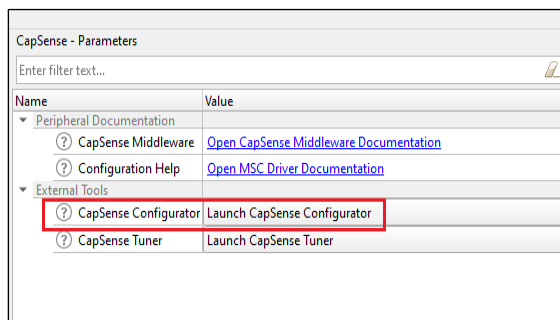 CapSense - Parameters
Enter filter text...
Name Value
Peripheral Documentation
? CapSense Middleware Open CapSense Middleware Documentation
? Configuration Help Open MSC Driver Documentation
External Tools
? CapSense Configurator Launch CapSense Configurator
? CapSense Tuner Launch CapSense Tuner